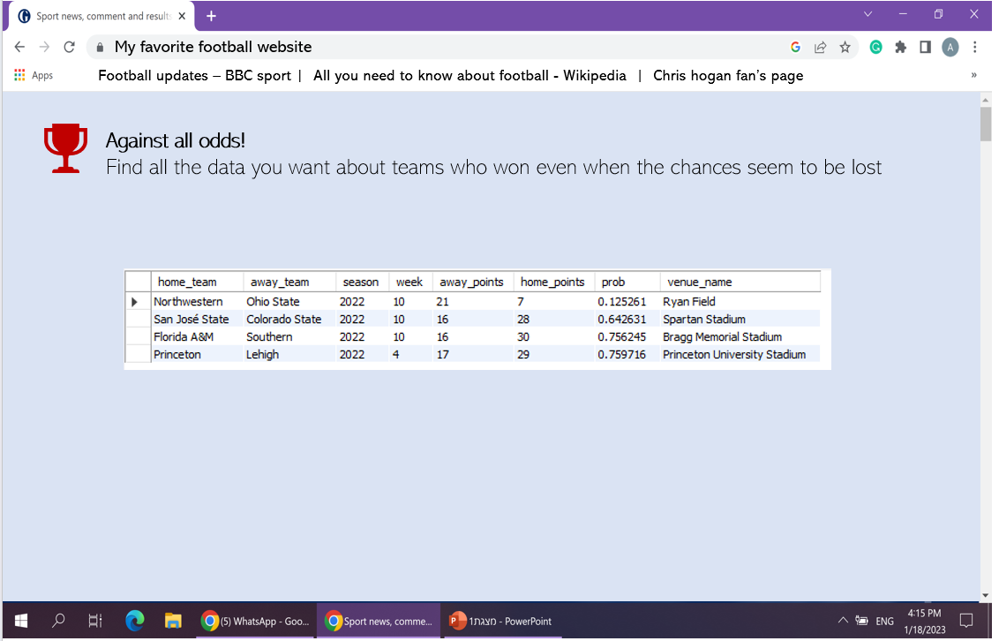 Sport news, comment and results
My favorite football website
Apps Football updates – BBC sport | All you need to know about football - Wikipedia | Chris hogan fan's page »
Against all odds!
Find all the data you want about teams who won even when the chances seem to be lost
home_team away_team season week away_points home_points prob venue_name
Northwestern Ohio State 2022 10 21 7 0.125261 Ryan Field
San José State Colorado State 2022 10 16 28 0.642631 Spartan Stadium
Florida A&M Southern 2022 10 16 30 0.756245 Bragg Memorial Stadium
Princeton Lehigh 2022 4 17 29 0.759716 Princeton University Stadium
(5) WhatsApp - Goo... Sport news, comme... מצגת1 - PowerPoint ENG 4:15 PM
1/18/2023